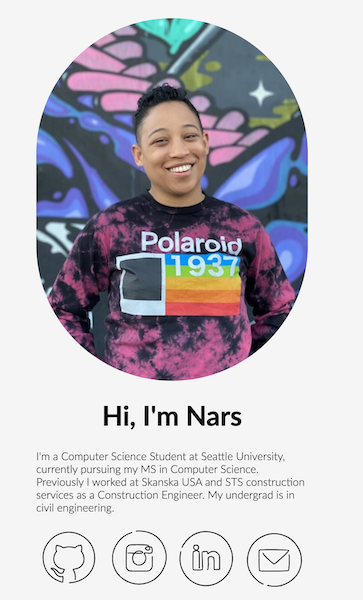 Polaroid
1937
Hi, I'm Nars
I'm a Computer Science Student at Seattle University,
currently pursuing my MS in Computer Science.
Previously I worked at Skanska USA and STS construction
services as a Construction Engineer. My undergrad is in
civil engineering.
in